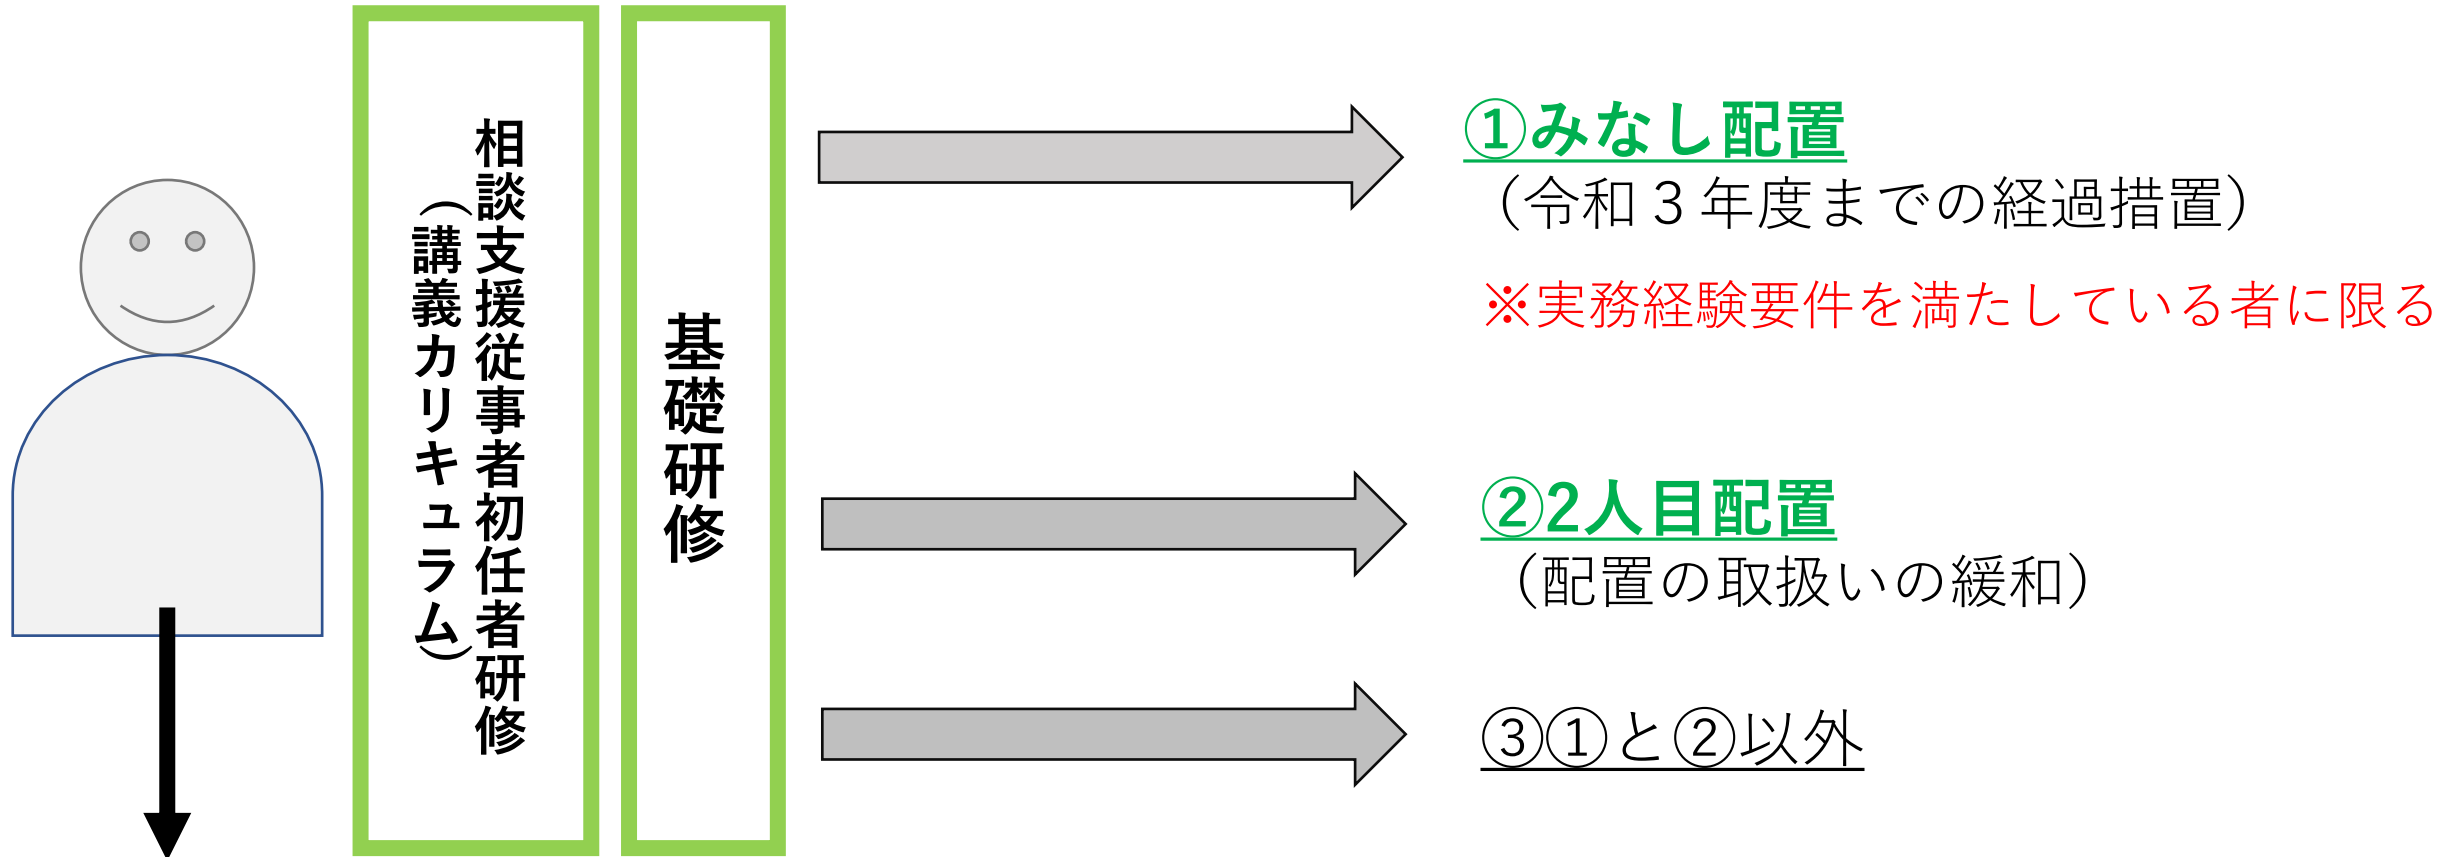 相談支援従事者初任者研修
（講義カリキュラム）
基礎研修
①みなし配置
（令和３年度までの経過措置）
※実務経験要件を満たしている者に限る
②2人目配置
（配置の取扱いの緩和）
③①と②以外